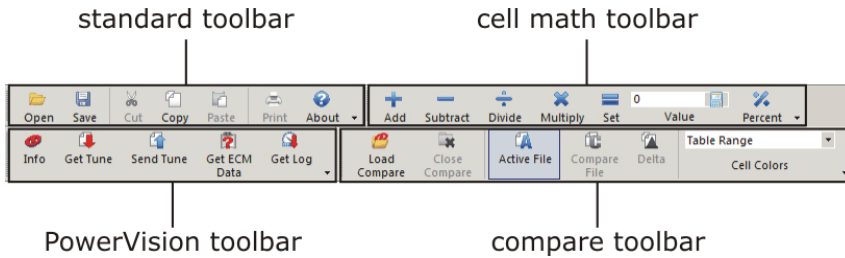 standard toolbar cell math toolbar
0
Open Save Cut Copy Paste Print About Add Subtract Divide Multiply Set Value Percent
Table Range
Info Get Tune Send Tune Get ECM Data Get Log Load Compare Close Compare Active File Compare File Delta Cell Colors
PowerVision toolbar compare toolbar